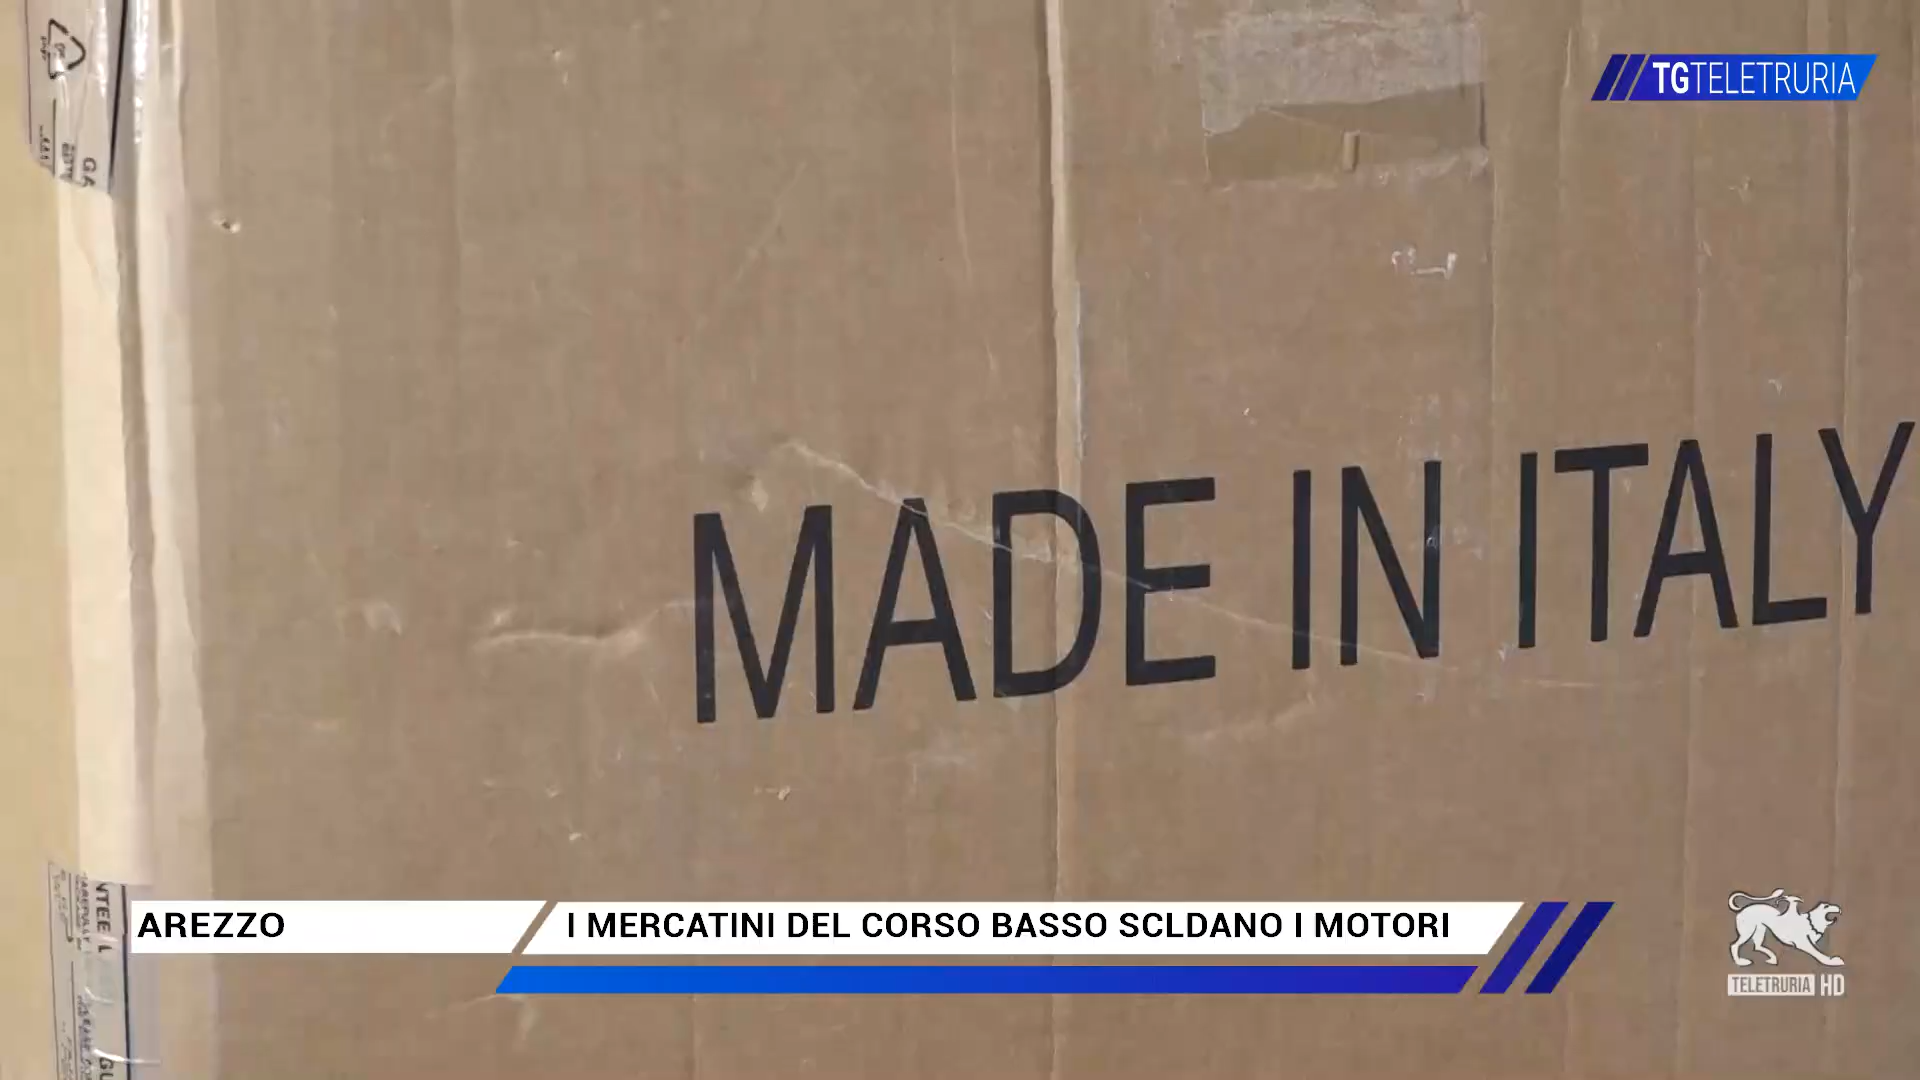 TGTELETRURIA
MADE IN ITALY
AREZZO
I MERCATINI DEL CORSO BASSO SCLDANO I MOTORI
TELETRURIA HD